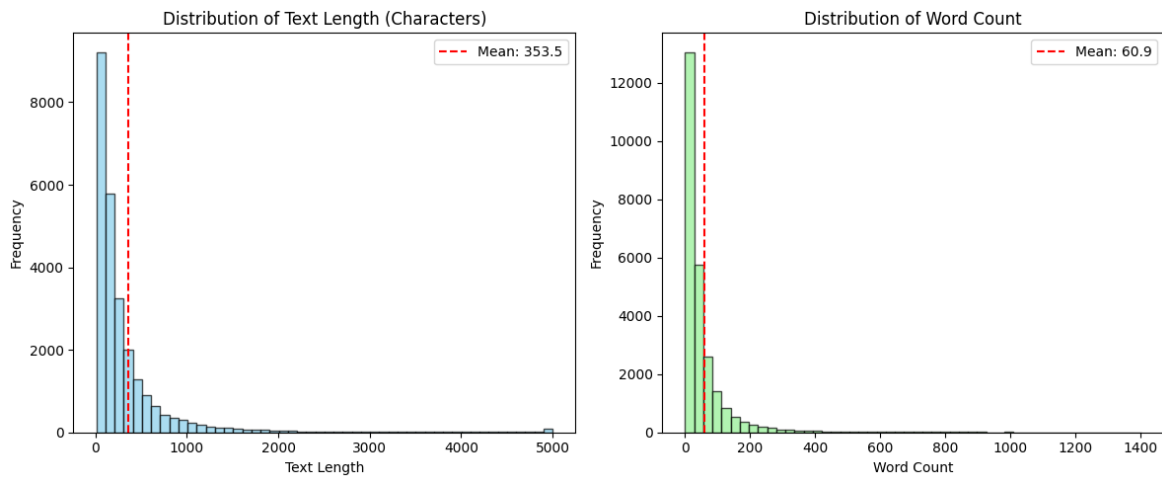 Distribution of Text Length (Characters)
Mean: 353.5
Frequency
8000
6000
4000
2000
0
0 1000 2000 3000 4000 5000
Text Length
Distribution of Word Count
Mean: 60.9
Frequency
12000
10000
8000
6000
4000
2000
0
0 200 400 600 800 1000 1200 1400
Word Count